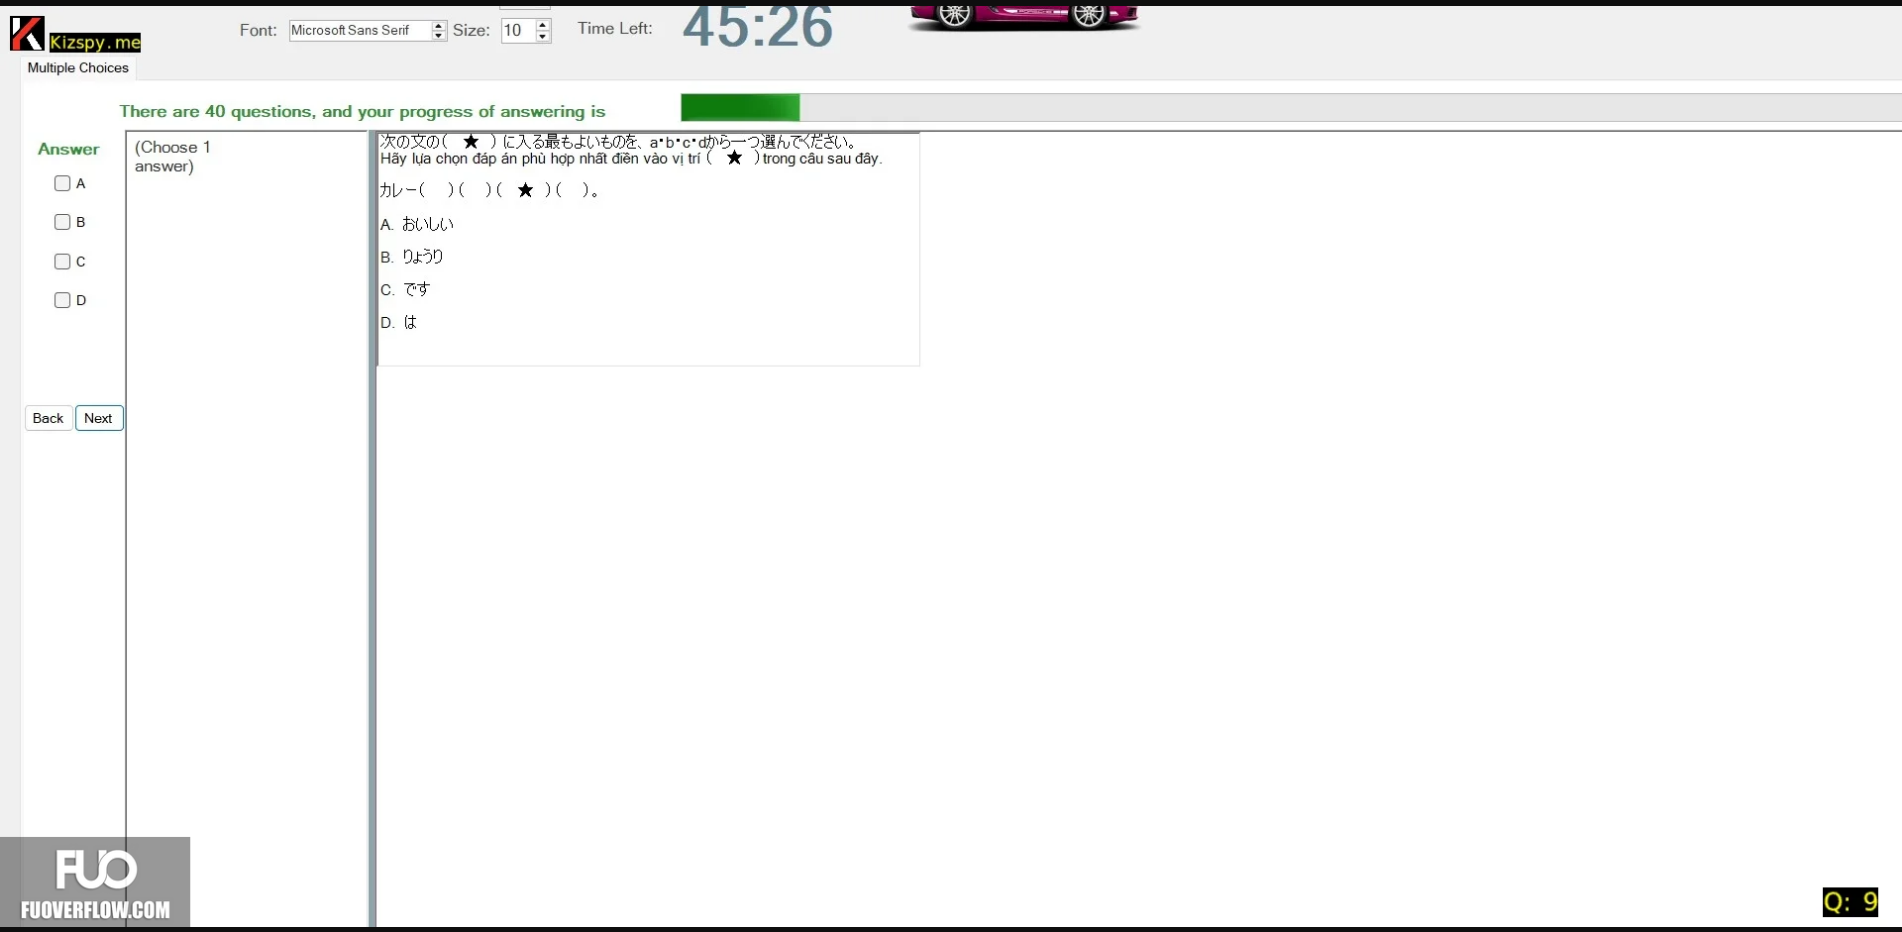 Kizspy.me
Font: Microsoft Sans Serif Size: 10 Time Left: 45:26
Multiple Choices
There are 40 questions, and your progress of answering is
Answer
(Choose 1
answer)
A
B
C
D
Back Next
次の文の( ★ )に入る最もよいものを、a・b・c・dから一つ選んでください。
Hãy lựa chọn đáp án phù hợp nhất điền vào vị trí ( ★ )trong câu sau đây.
カレー( )( )( ★ )( )。
A. おいしい
B. りょうり
C. です
D. は
FUO
FUOVERFLOW.COM
Q: 9